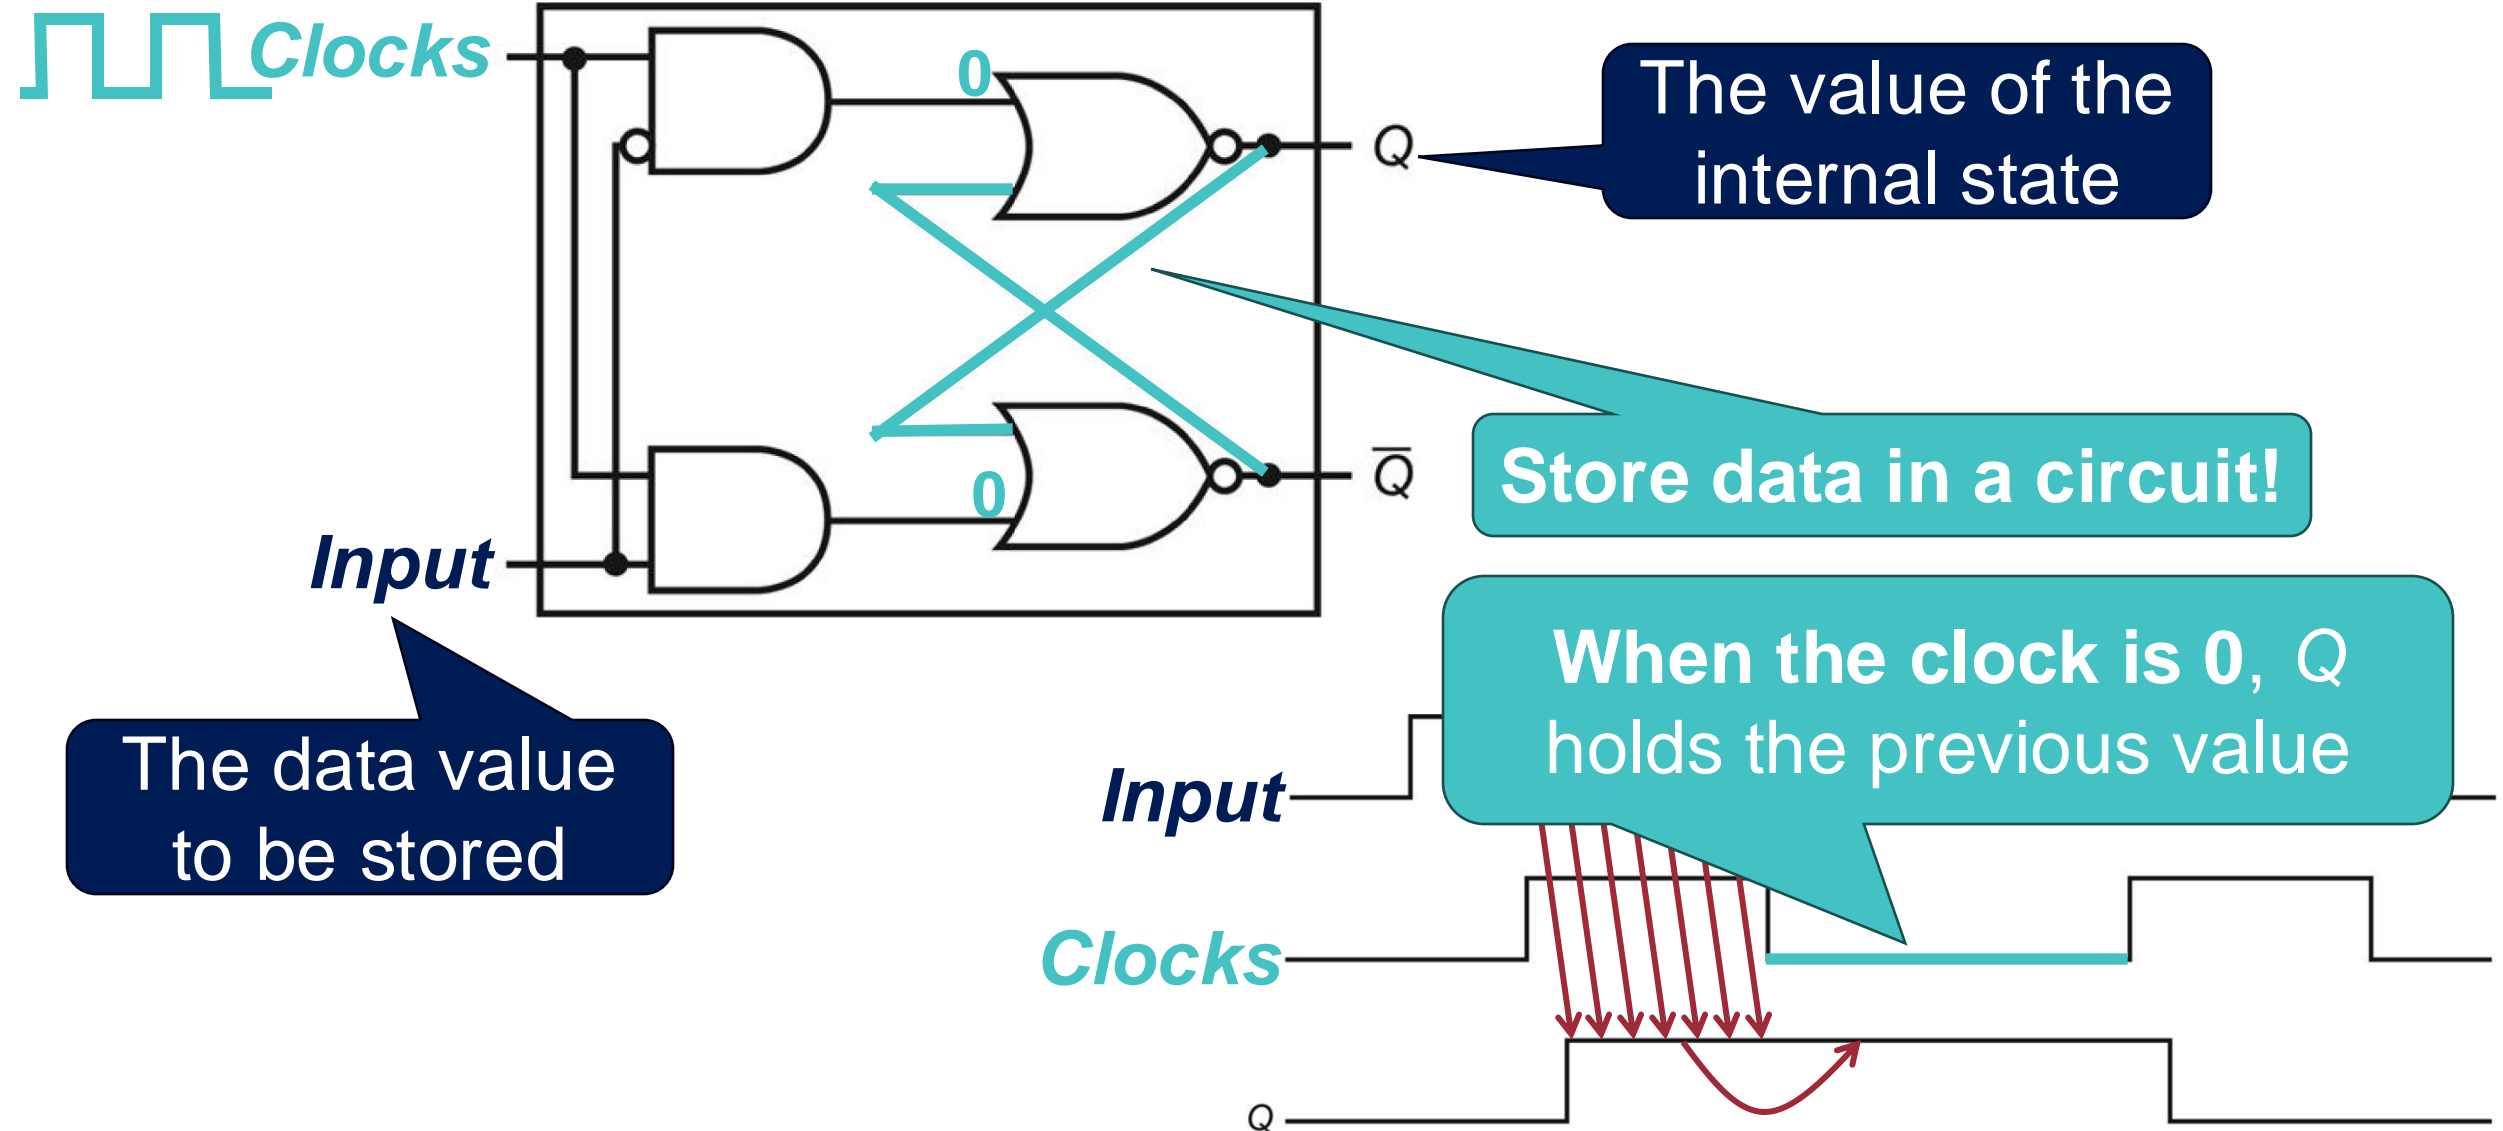 Clocks
0
Q
The value of the
internal state
Q̅
0
Store data in a circuit!
Input
When the clock is 0, Q
holds the previous value
The data value
to be stored
Input
Clocks
Q